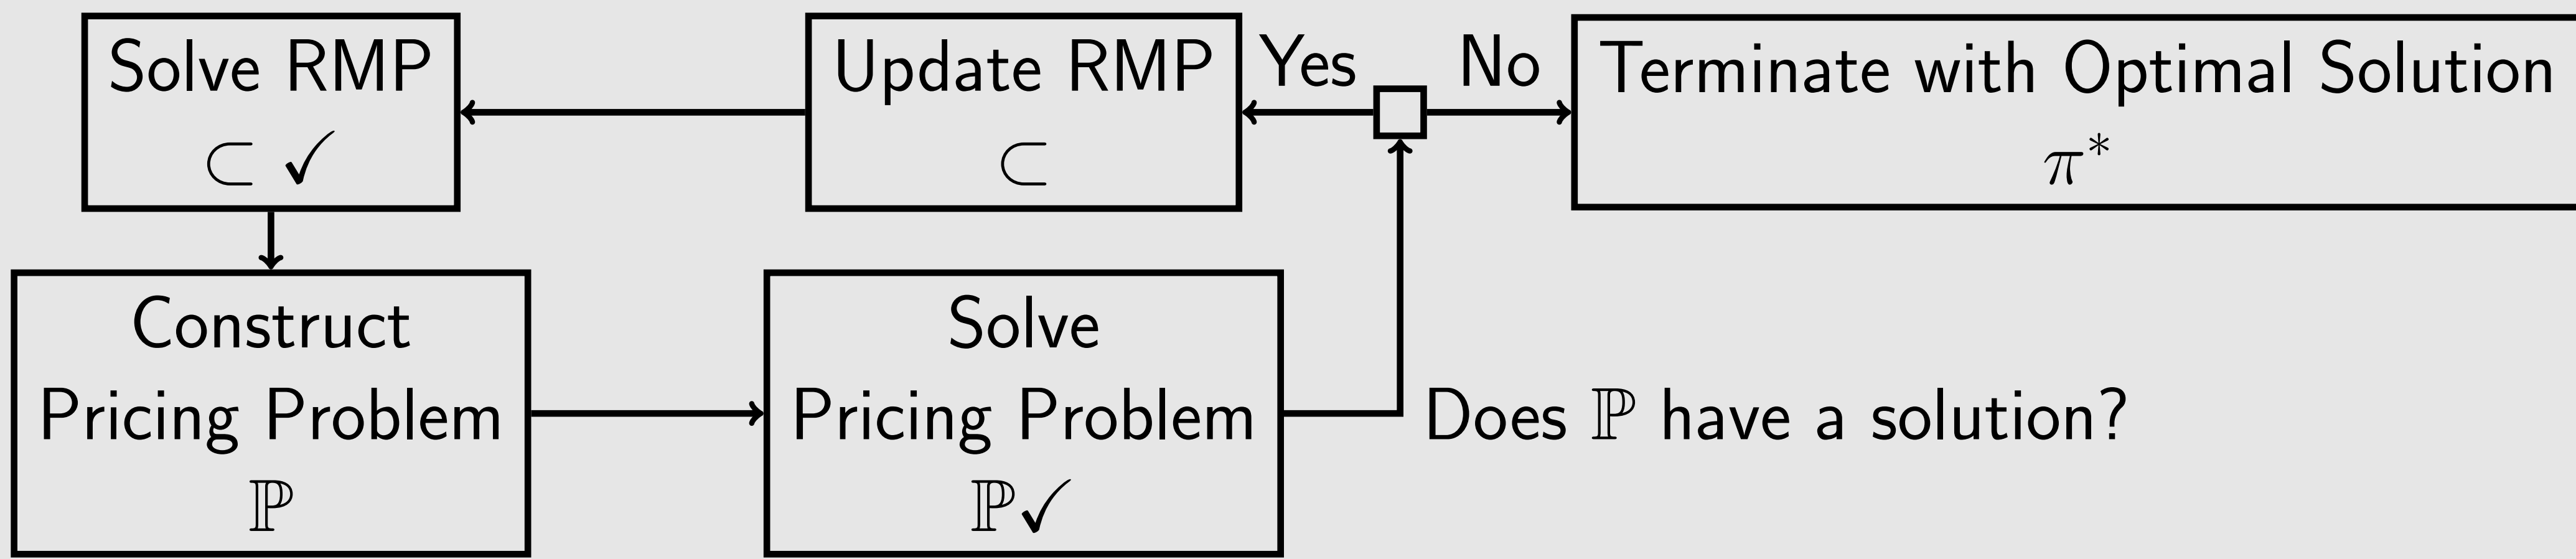 Solve RMP
⊂ ✓
Update RMP
⊂
Yes
No
Terminate with Optimal Solution
π*
Construct
Pricing Problem
ℙ
Solve
Pricing Problem
ℙ✓
Does ℙ have a solution?